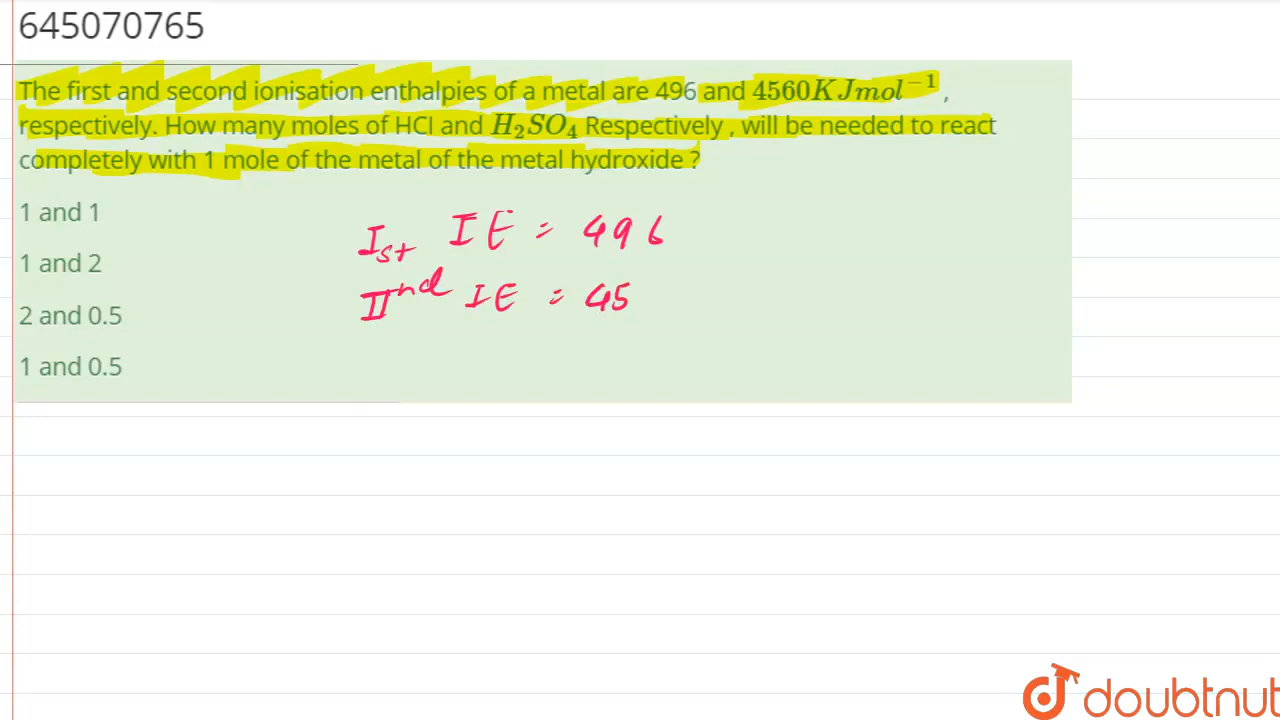 645070765
The first and second ionisation enthalpies of a metal are 496 and 4560KJmol⁻¹ ,
respectively. How many moles of HCl and H₂SO₄ Respectively , will be needed to react
completely with 1 mole of the metal of the metal hydroxide ?
1 and 1
1 and 2
2 and 0.5
1 and 0.5
Ist IE = 496
IInd IE = 45
doubtnut